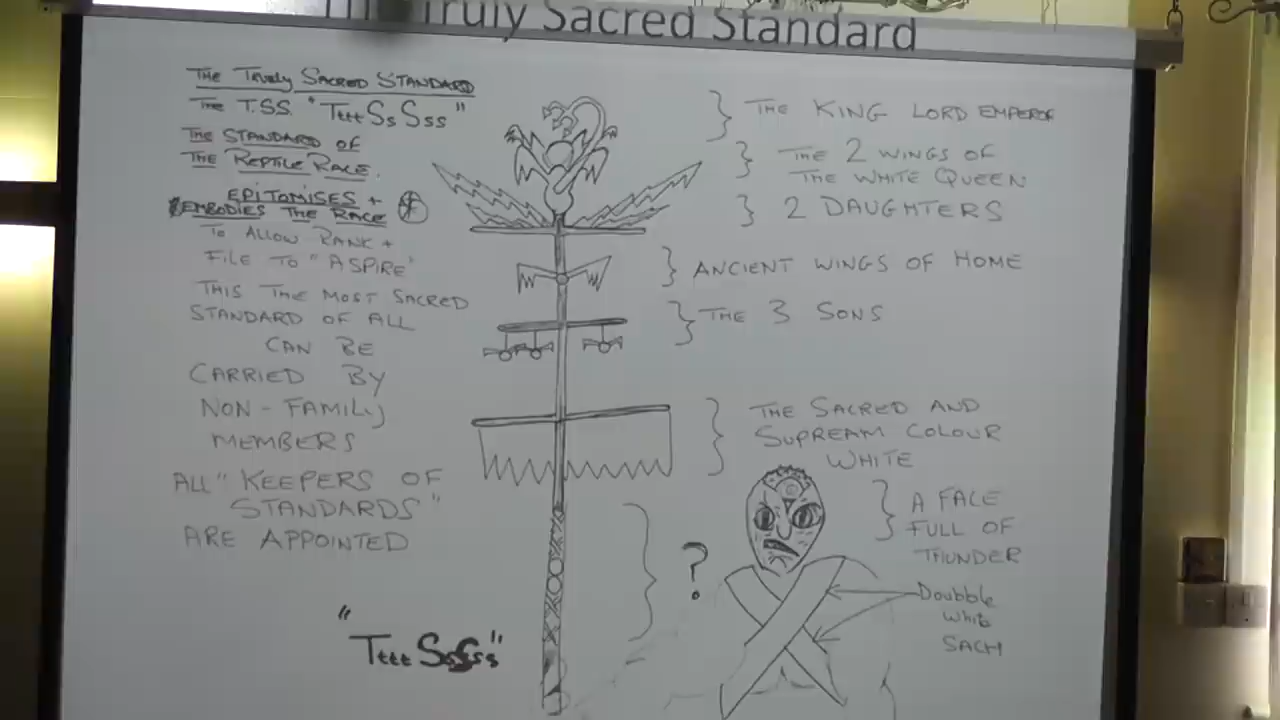 The Truly Sacred Standard
THE TRUELY SACRED STANDARD
THE T.SS. "TtttSsSss"
THE STANDARD OF
THE REPTILE RACE.
EPITOMISES +
EMBODIES THE RACE
TO ALLOW RANK +
FILE TO "ASPIRE"
THIS THE MOST SACRED
STANDARD OF ALL
CAN BE
CARRIED BY
NON-FAMILY
MEMBERS
ALL "KEEPERS OF
STANDARDS"
ARE APPOINTED
THE KING LORD EMPEROR
THE 2 WINGS OF
THE WHITE QUEEN
2 DAUGHTERS
ANCIENT WINGS OF HOME
THE 3 SONS
THE SACRED AND
SUPREAM COLOUR
WHITE
A FACE
FULL OF
THUNDER
?
Doubble
White
SACH
"TtttSsSss"